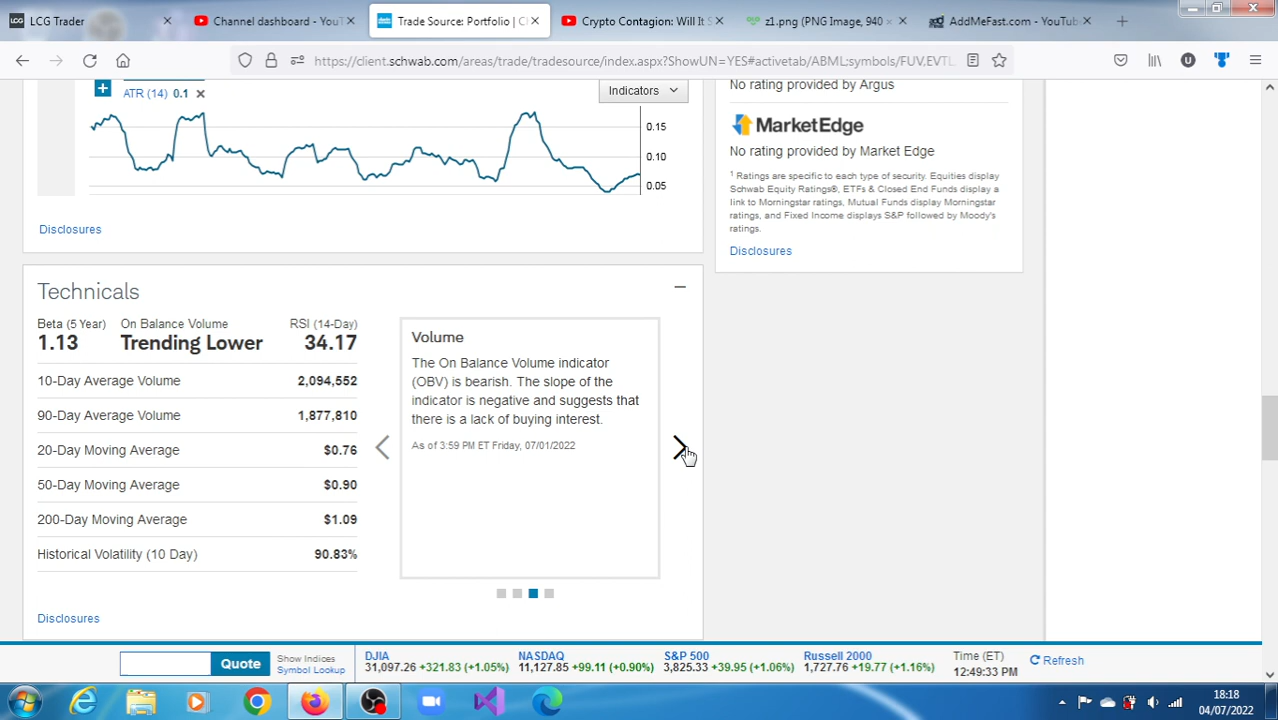 LCG Trader
Channel dashboard - YouT
Trade Source: Portfolio | C
Crypto Contagion: Will It S
z1.png (PNG Image, 940 ×
AddMeFast.com - YouTub
https://client.schwab.com/areas/trade/tradesource/index.aspx?ShowUN=YES#activetab/ABML:symbols/FUV,EVTL
ATR (14) 0.1
Indicators
0.15
0.10
0.05
Disclosures
No rating provided by Argus
MarketEdge
No rating provided by Market Edge
1 Ratings are specific to each type of security. Equities display
Schwab Equity Ratings®, ETFs & Closed End Funds display a
link to Morningstar ratings, Mutual Funds display Morningstar
ratings, and Fixed Income displays S&P followed by Moody's
ratings.
Disclosures
Technicals
Beta (5 Year) On Balance Volume RSI (14-Day)
1.13 Trending Lower 34.17
10-Day Average Volume 2,094,552
90-Day Average Volume 1,877,810
20-Day Moving Average $0.76
50-Day Moving Average $0.90
200-Day Moving Average $1.09
Historical Volatility (10 Day) 90.83%
Disclosures
Volume
The On Balance Volume indicator
(OBV) is bearish. The slope of the
indicator is negative and suggests that
there is a lack of buying interest.
As of 3:59 PM ET Friday, 07/01/2022
Quote
Show Indices
Symbol Lookup
DJIA
31,097.26 +321.83 (+1.05%)
NASDAQ
11,127.85 +99.11 (+0.90%)
S&P 500
3,825.33 +39.95 (+1.06%)
Russell 2000
1,727.76 +19.77 (+1.16%)
Time (ET)
12:49:33 PM
Refresh
18:18
04/07/2022